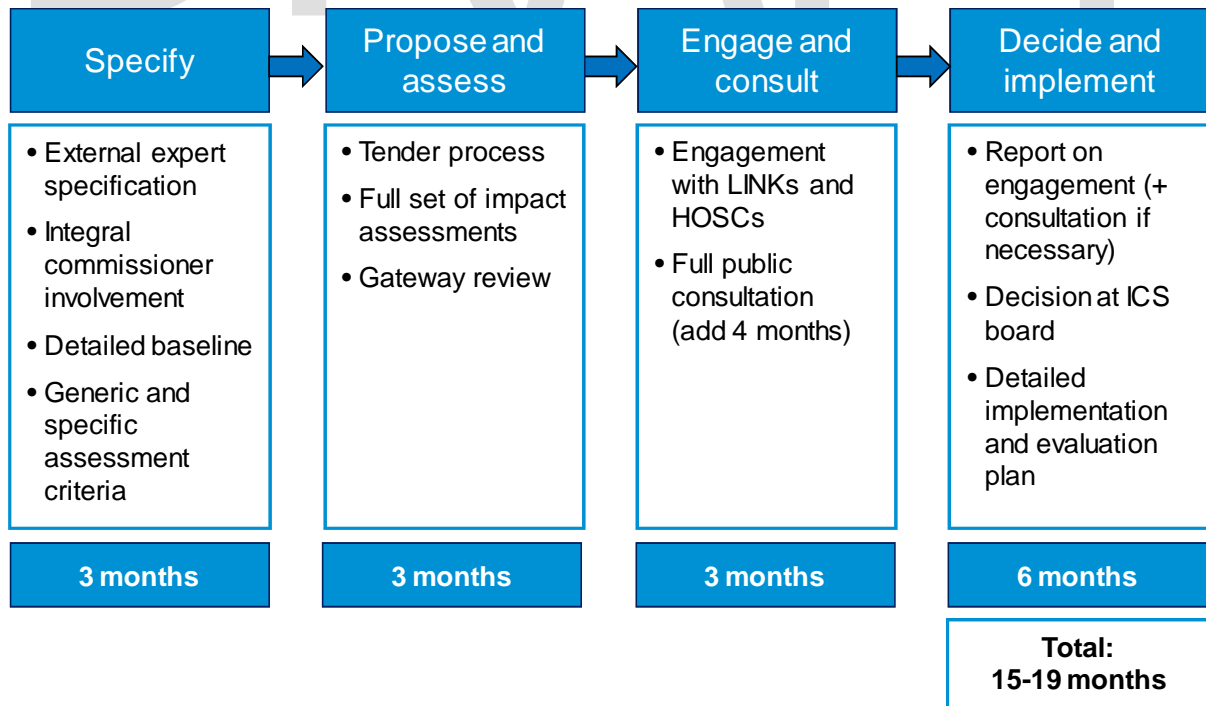 Specify
Propose and
assess
Engage and
consult
Decide and
implement
• External expert
specification
• Integral
commissioner
involvement
• Detailed baseline
• Generic and
specific
assessment
criteria
• Tender process
• Full set of impact
assessments
• Gateway review
• Engagement
with LINKs and
HOSCs
• Full public
consultation
(add 4 months)
• Report on
engagement (+
consultation if
necessary)
• Decision at ICS
board
• Detailed
implementation
and evaluation
plan
3 months
3 months
3 months
6 months
Total:
15-19 months